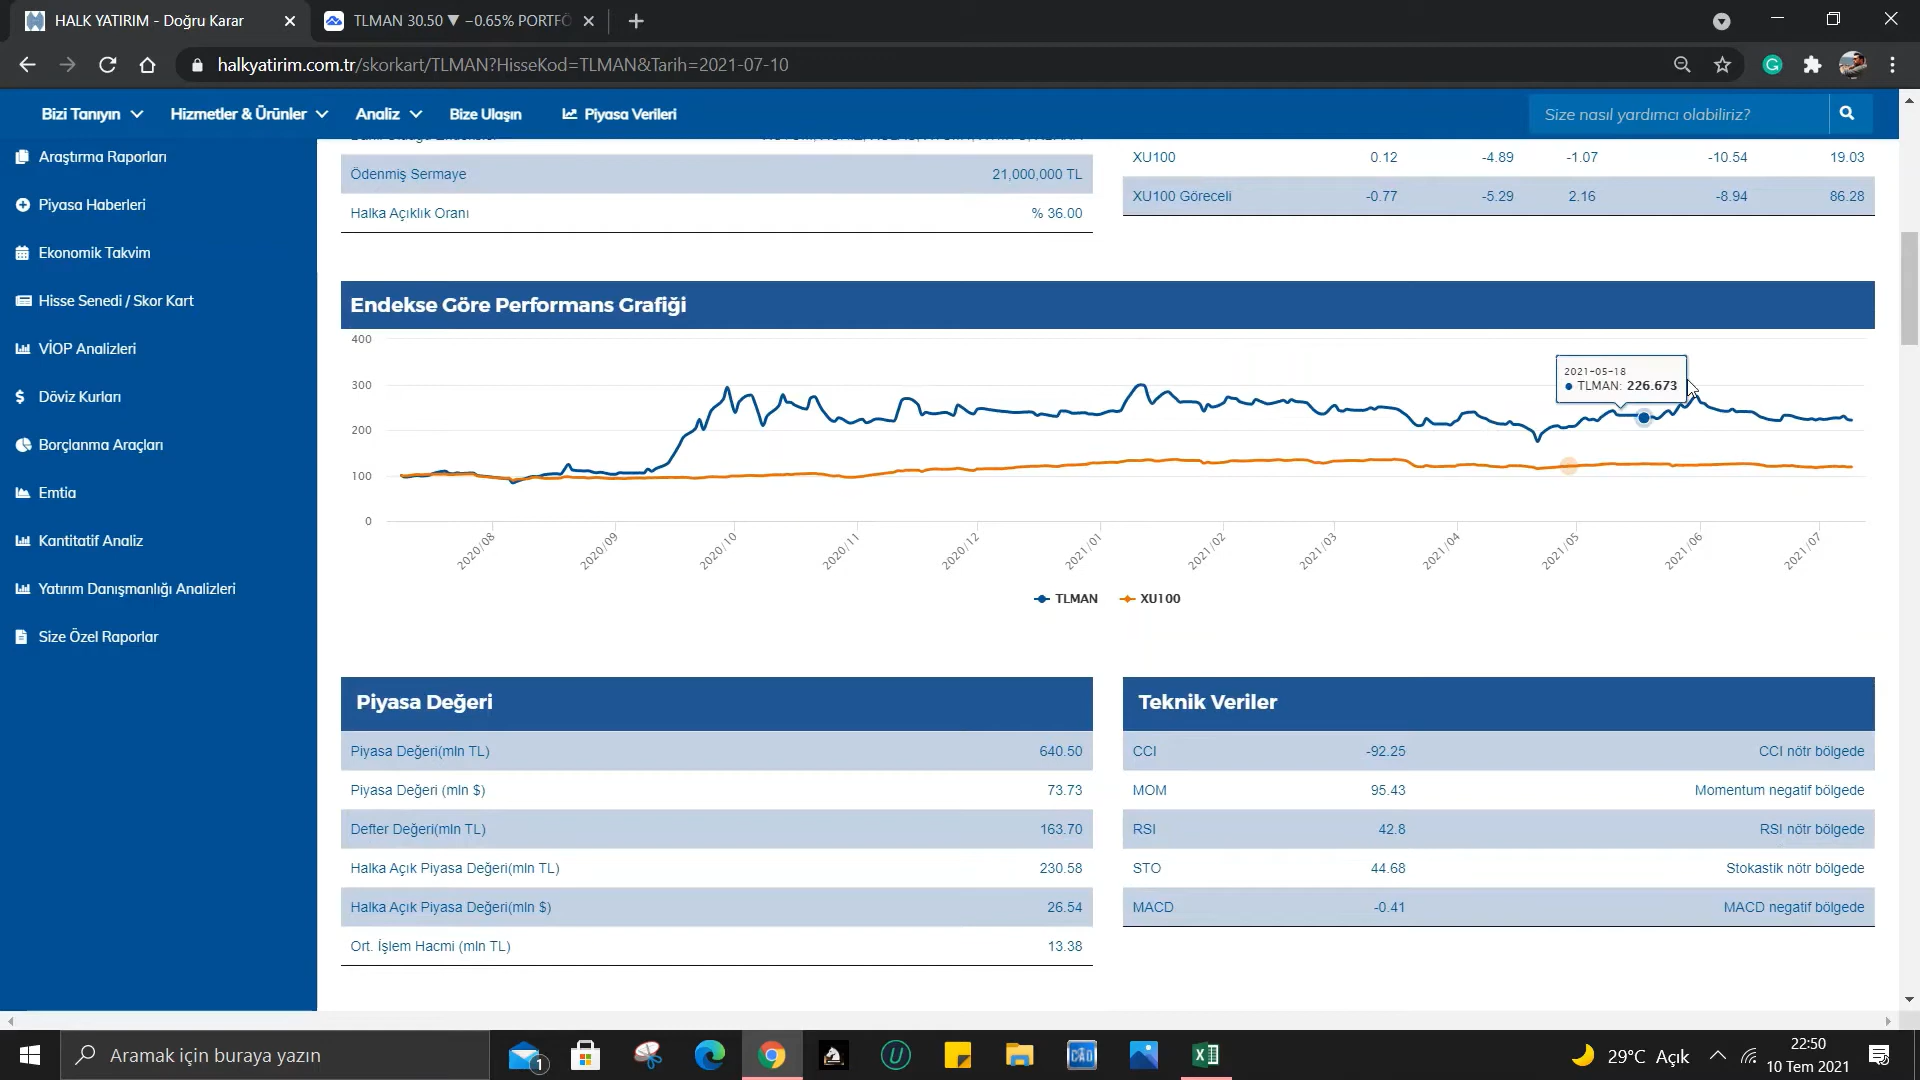 HALK YATIRIM - Doğru Karar
TLMAN 30.50 ▼ −0.65% PORTFÖ
halkyatirim.com.tr/skorkart/TLMAN?HisseKod=TLMAN&Tarih=2021-07-10
Bizi Tanıyın
Hizmetler & Ürünler
Analiz
Bize Ulaşın
Piyasa Verileri
Size nasıl yardımcı olabiliriz?
Araştırma Raporları
Piyasa Haberleri
Ekonomik Takvim
Hisse Senedi / Skor Kart
VİOP Analizleri
Döviz Kurları
Borçlanma Araçları
Emtia
Kantitatif Analiz
Yatırım Danışmanlığı Analizleri
Size Özel Raporlar
Ödenmiş Sermaye 21,000,000 TL
Halka Açıklık Oranı % 36.00
XU100 0.12 -4.89 -1.07 -10.54 19.03
XU100 Göreceli -0.77 -5.29 2.16 -8.94 86.28
Endekse Göre Performans Grafiği
400
300
200
100
0
2021-05-18
TLMAN: 226.673
2020/08 2020/09 2020/10 2020/11 2020/12 2021/01 2021/02 2021/03 2021/04 2021/05 2021/06 2021/07
TLMAN XU100
Piyasa Değeri
Piyasa Değeri(mln TL) 640.50
Piyasa Değeri (mln $) 73.73
Defter Değeri(mln TL) 163.70
Halka Açık Piyasa Değeri(mln TL) 230.58
Halka Açık Piyasa Değeri(mln $) 26.54
Ort. İşlem Hacmi (mln TL) 13.38
Teknik Veriler
CCI -92.25 CCI nötr bölgede
MOM 95.43 Momentum negatif bölgede
RSI 42.8 RSI nötr bölgede
STO 44.68 Stokastik nötr bölgede
MACD -0.41 MACD negatif bölgede
Aramak için buraya yazın
1
CAD
29°C Açık
22:50
10 Tem 2021